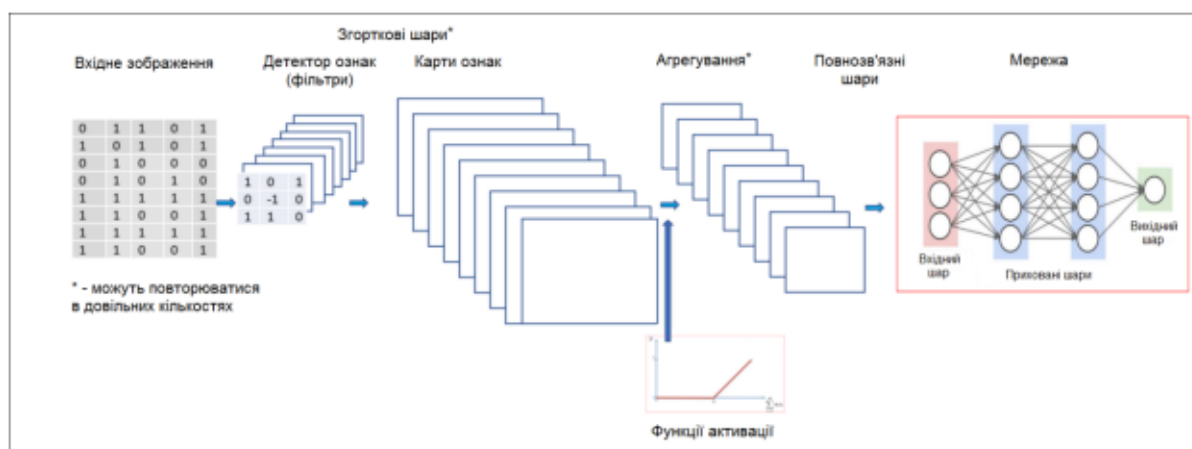 Згорткові шари*
Вхідне зображення
Детектор ознак
(фільтри)
Карти ознак
Агрегування*
Повнозв'язні
шари
Мережа
0 1 1 0 1
1 0 1 0 1
0 1 0 0 0
0 1 0 1 0
1 1 1 1 1
1 1 0 0 1
1 1 1 1 1
1 1 0 0 1
1 0 1
0 -1 0
1 1 0
Вхідний
шар
Приховані шари
Вихідний
шар
* - можуть повторюватися
в довільних кількостях
Функції активації